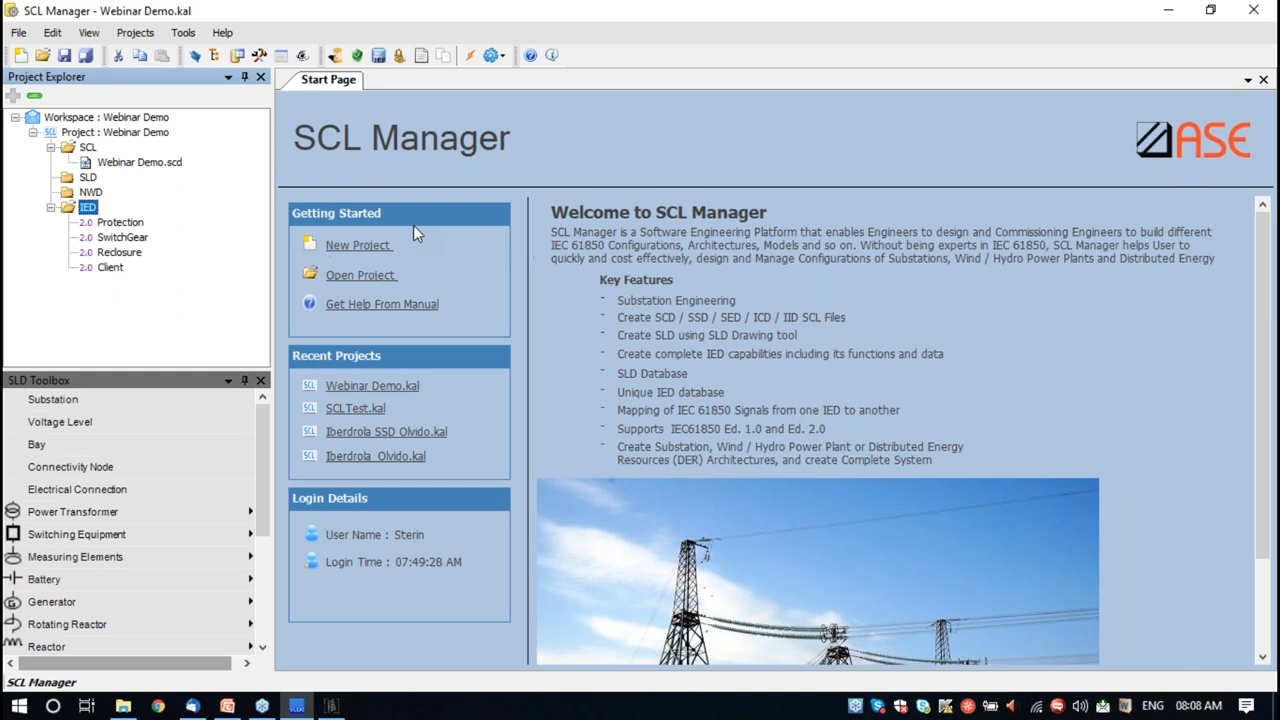 SCL Manager - Webinar Demo.kal
File Edit View Projects Tools Help
Project Explorer
Workspace : Webinar Demo
Project : Webinar Demo
SCL
Webinar Demo.scd
SLD
NWD
IED
2.0 Protection
2.0 SwitchGear
2.0 Reclosure
2.0 Client
SLD Toolbox
Substation
Voltage Level
Bay
Connectivity Node
Electrical Connection
Power Transformer
Switching Equipment
Measuring Elements
Battery
Generator
Rotating Reactor
Reactor
Start Page
SCL Manager
ASE
Getting Started
New Project
Open Project
Get Help From Manual
Recent Projects
Webinar Demo.kal
SCLTest.kal
Iberdrola SSD Olvido.kal
Iberdrola Olvido.kal
Login Details
User Name : Sterin
Login Time : 07:49:28 AM
Welcome to SCL Manager
SCL Manager is a Software Engineering Platform that enables Engineers to design and Commissioning Engineers to build different
IEC 61850 Configurations, Architectures, Models and so on. Without being experts in IEC 61850, SCL Manager helps User to
quickly and cost effectively, design and Manage Configurations of Substations, Wind / Hydro Power Plants and Distributed Energy
Key Features
- Substation Engineering
- Create SCD / SSD / SED / ICD / IID SCL Files
- Create SLD using SLD Drawing tool
- Create complete IED capabilities including its functions and data
- SLD Database
- Unique IED database
- Mapping of IEC 61850 Signals from one IED to another
- Supports IEC61850 Ed. 1.0 and Ed. 2.0
- Create Substation, Wind / Hydro Power Plant or Distributed Energy
Resources (DER) Architectures, and create Complete System
SCL Manager
ENG 08:08 AM